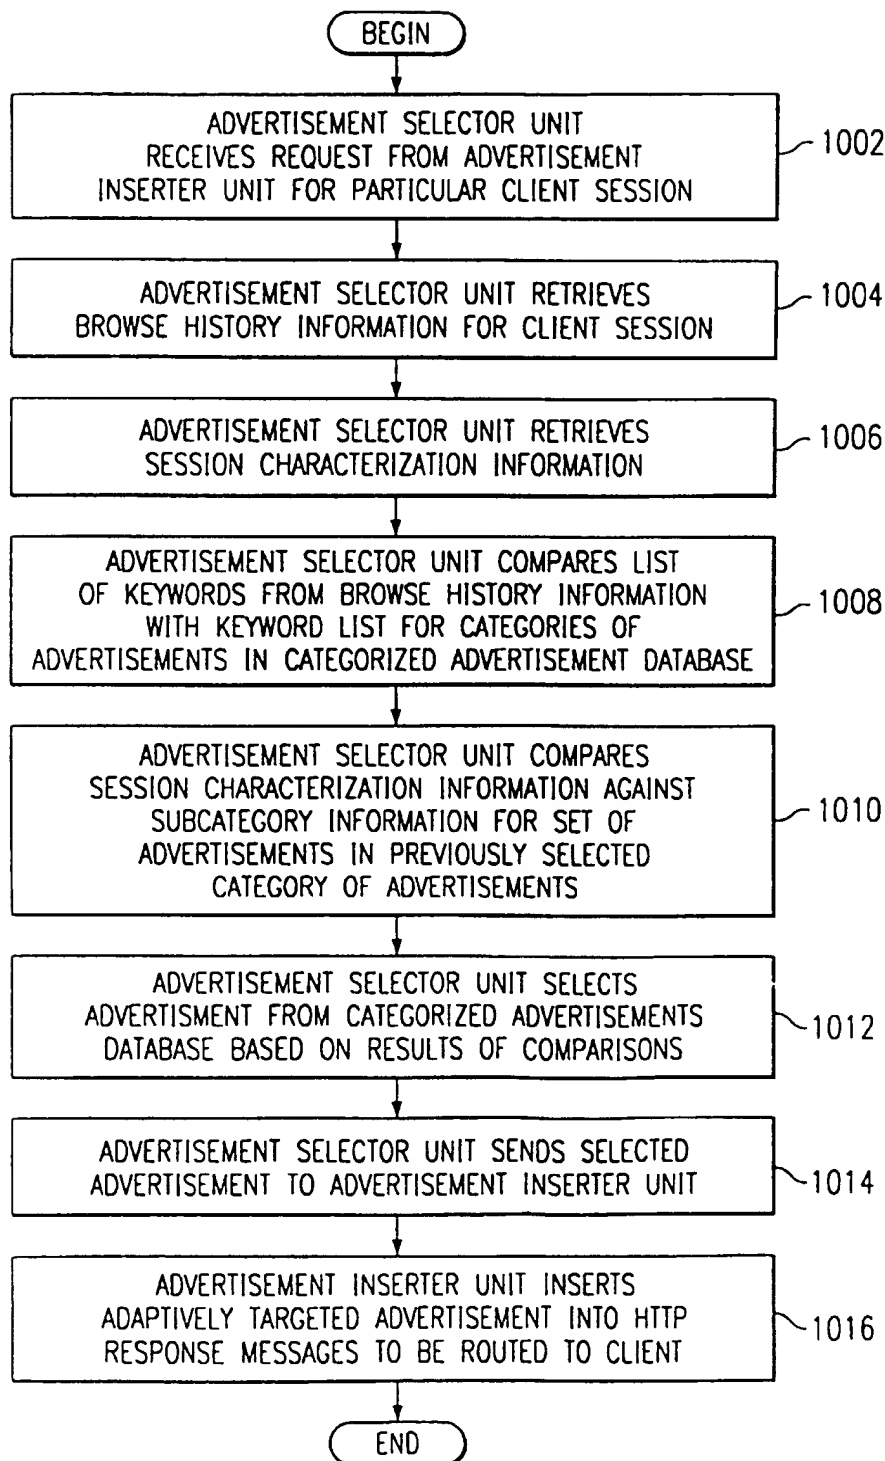 BEGIN
ADVERTISEMENT SELECTOR UNIT
RECEIVES REQUEST FROM ADVERTISEMENT
INSERTER UNIT FOR PARTICULAR CLIENT SESSION
1002
ADVERTISEMENT SELECTOR UNIT RETRIEVES
BROWSE HISTORY INFORMATION FOR CLIENT SESSION
1004
ADVERTISEMENT SELECTOR UNIT RETRIEVES
SESSION CHARACTERIZATION INFORMATION
1006
ADVERTISEMENT SELECTOR UNIT COMPARES LIST
OF KEYWORDS FROM BROWSE HISTORY INFORMATION
WITH KEYWORD LIST FOR CATEGORIES OF
ADVERTISEMENTS IN CATEGORIZED ADVERTISEMENT DATABASE
1008
ADVERTISEMENT SELECTOR UNIT COMPARES
SESSION CHARACTERIZATION INFORMATION AGAINST
SUBCATEGORY INFORMATION FOR SET OF
ADVERTISEMENTS IN PREVIOUSLY SELECTED
CATEGORY OF ADVERTISEMENTS
1010
ADVERTISEMENT SELECTOR UNIT SELECTS
ADVERTISMENT FROM CATEGORIZED ADVERTISEMENTS
DATABASE BASED ON RESULTS OF COMPARISONS
1012
ADVERTISEMENT SELECTOR UNIT SENDS SELECTED
ADVERTISEMENT TO ADVERTISEMENT INSERTER UNIT
1014
ADVERTISEMENT INSERTER UNIT INSERTS
ADAPTIVELY TARGETED ADVERTISEMENT INTO HTTP
RESPONSE MESSAGES TO BE ROUTED TO CLIENT
1016
END